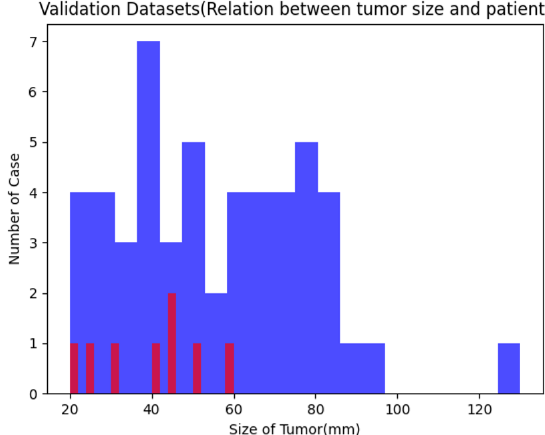 Validation Datasets(Relation between tumor size and patient
7
6
5
4
3
2
1
0
Number of Case
20 40 60 80 100 120
Size of Tumor(mm)